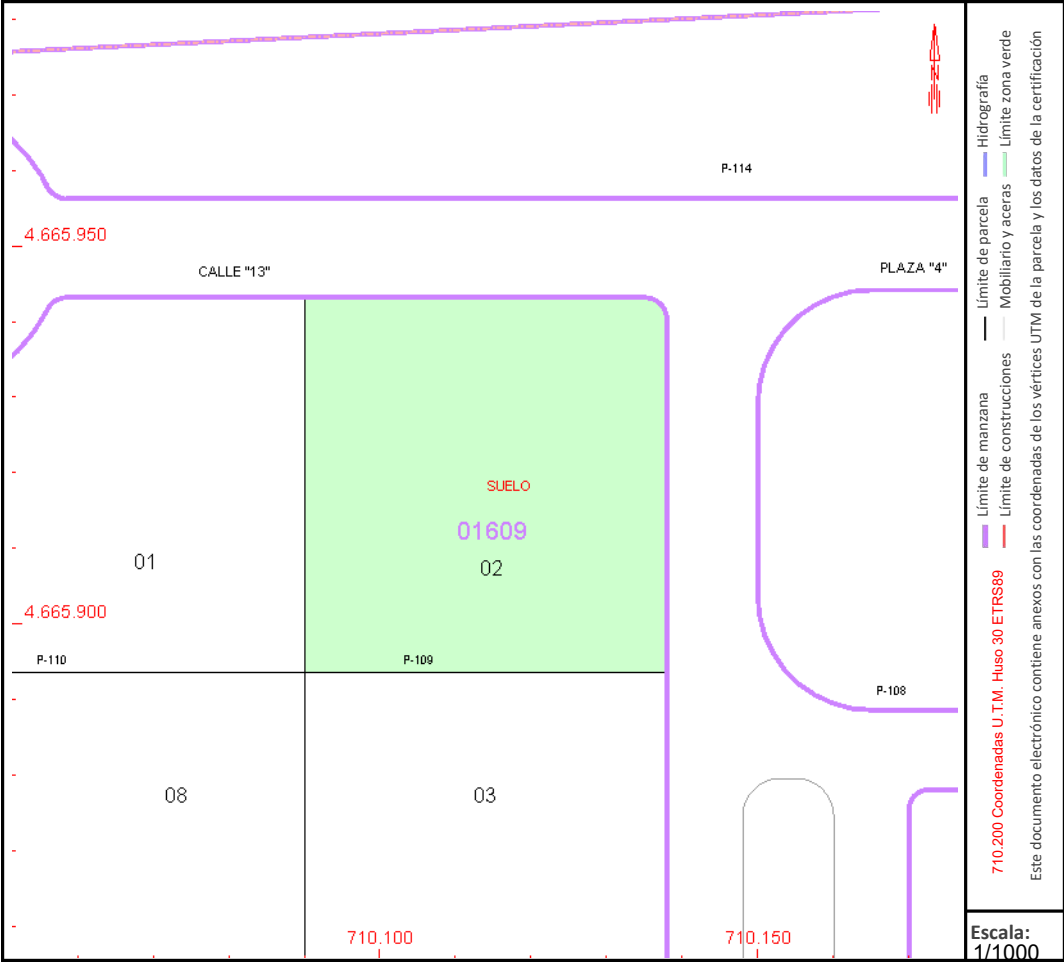 P-114
4.665.950
CALLE "13"
PLAZA "4"
SUELO
01609
01
02
4.665.900
P-110
P-109
P-108
08
03
710.100
710.150
N
710.200 Coordenadas U.T.M. Huso 30 ETRS89
Límite de manzana
Límite de parcela
Hidrografía
Límite de construcciones
Mobiliario y aceras
Límite zona verde
Este documento electrónico contiene anexos con las coordenadas de los vértices UTM de la parcela y los datos de la certificación
Escala:
1/1000